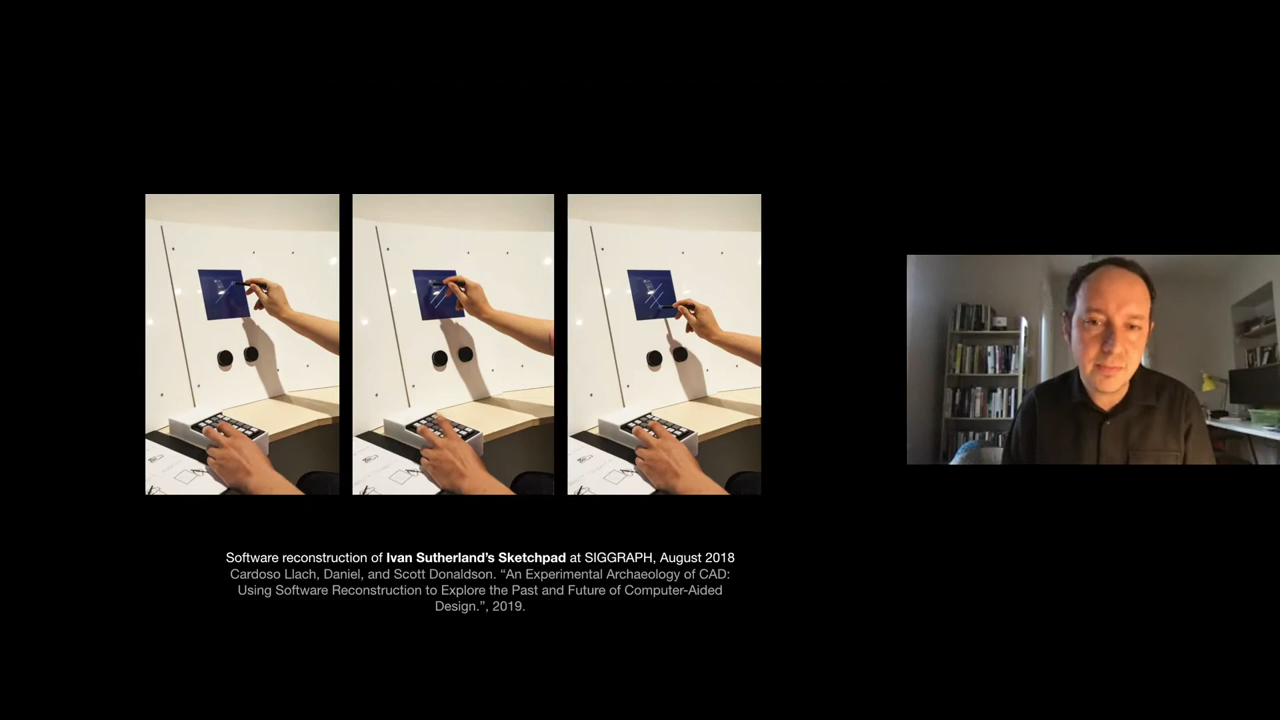 Software reconstruction of Ivan Sutherland’s Sketchpad at SIGGRAPH, August 2018
Cardoso Llach, Daniel, and Scott Donaldson. “An Experimental Archaeology of CAD:
Using Software Reconstruction to Explore the Past and Future of Computer-Aided
Design.”, 2019.